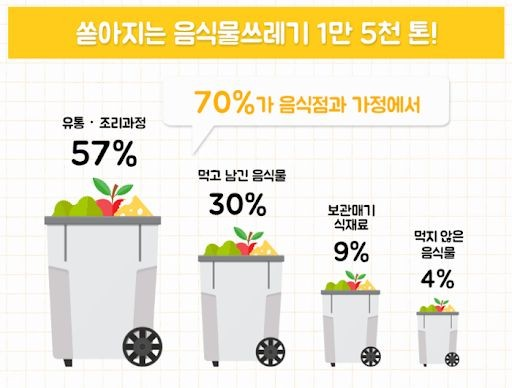 쏟아지는 음식물쓰레기 1만 5천 톤!
70%가 음식점과 가정에서
유통 · 조리과정
57%
먹고 남긴 음식물
30%
보관매기
식재료
9%
먹지 않은
음식물
4%